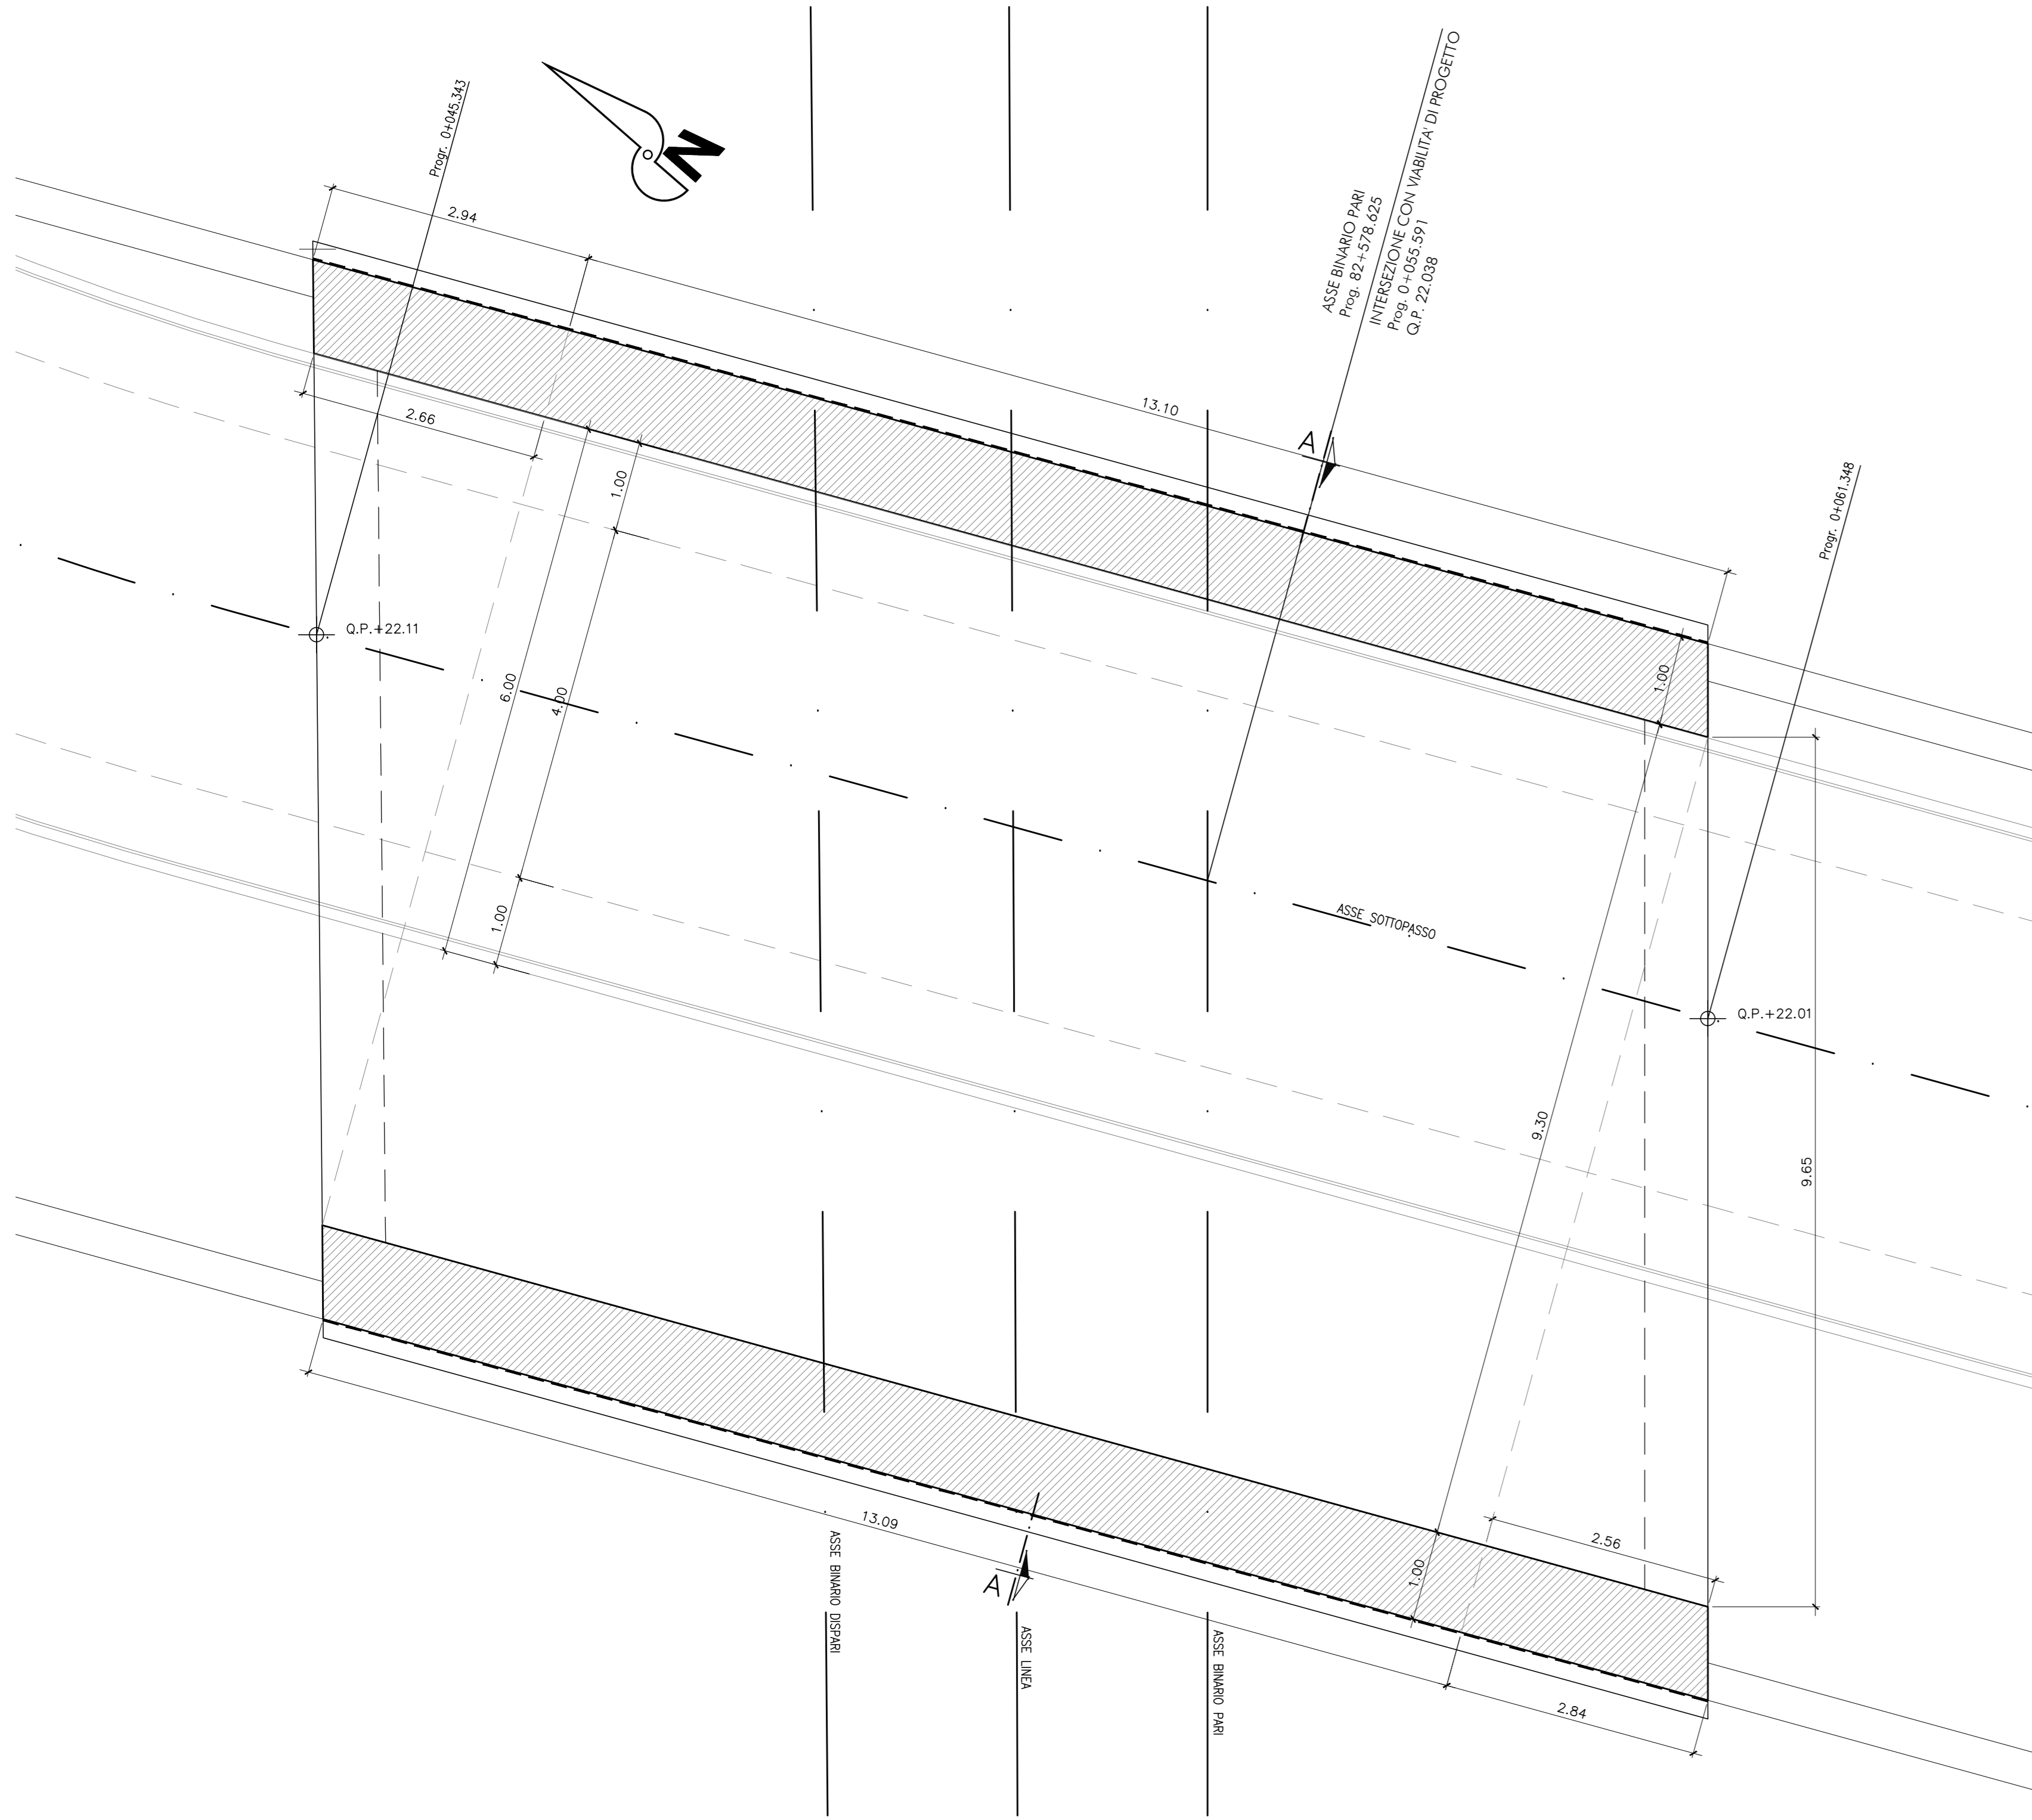 Progr. 0+045.343
N
ASSE BINARIO PARI
Prog. 82+578.625
INTERSEZIONE CON VIABILITA' DI PROGETTO
Prog. 0+055.591
Q.P. 22.038
2.94
13.10
A
2.66
1.00
Progr. 0+061.348
Q.P.+22.11
6.00
4.00
1.00
1.00
ASSE SOTTOPASSO
Q.P.+22.01
9.30
9.65
13.09
A
1.00
2.56
2.84
ASSE BINARIO DISPARI
ASSE LINEA
ASSE BINARIO PARI